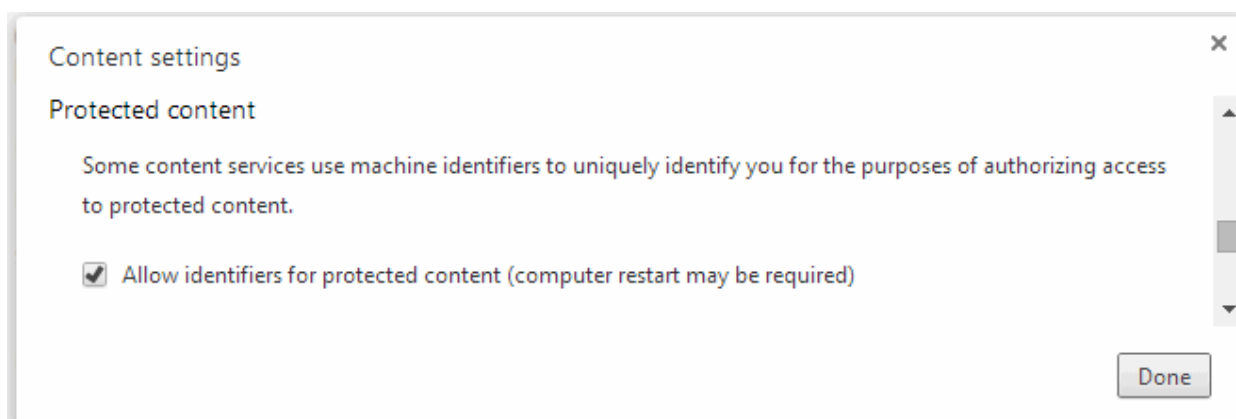 Content settings
Protected content
Some content services use machine identifiers to uniquely identify you for the purposes of authorizing access
to protected content.
Allow identifiers for protected content (computer restart may be required)
Done